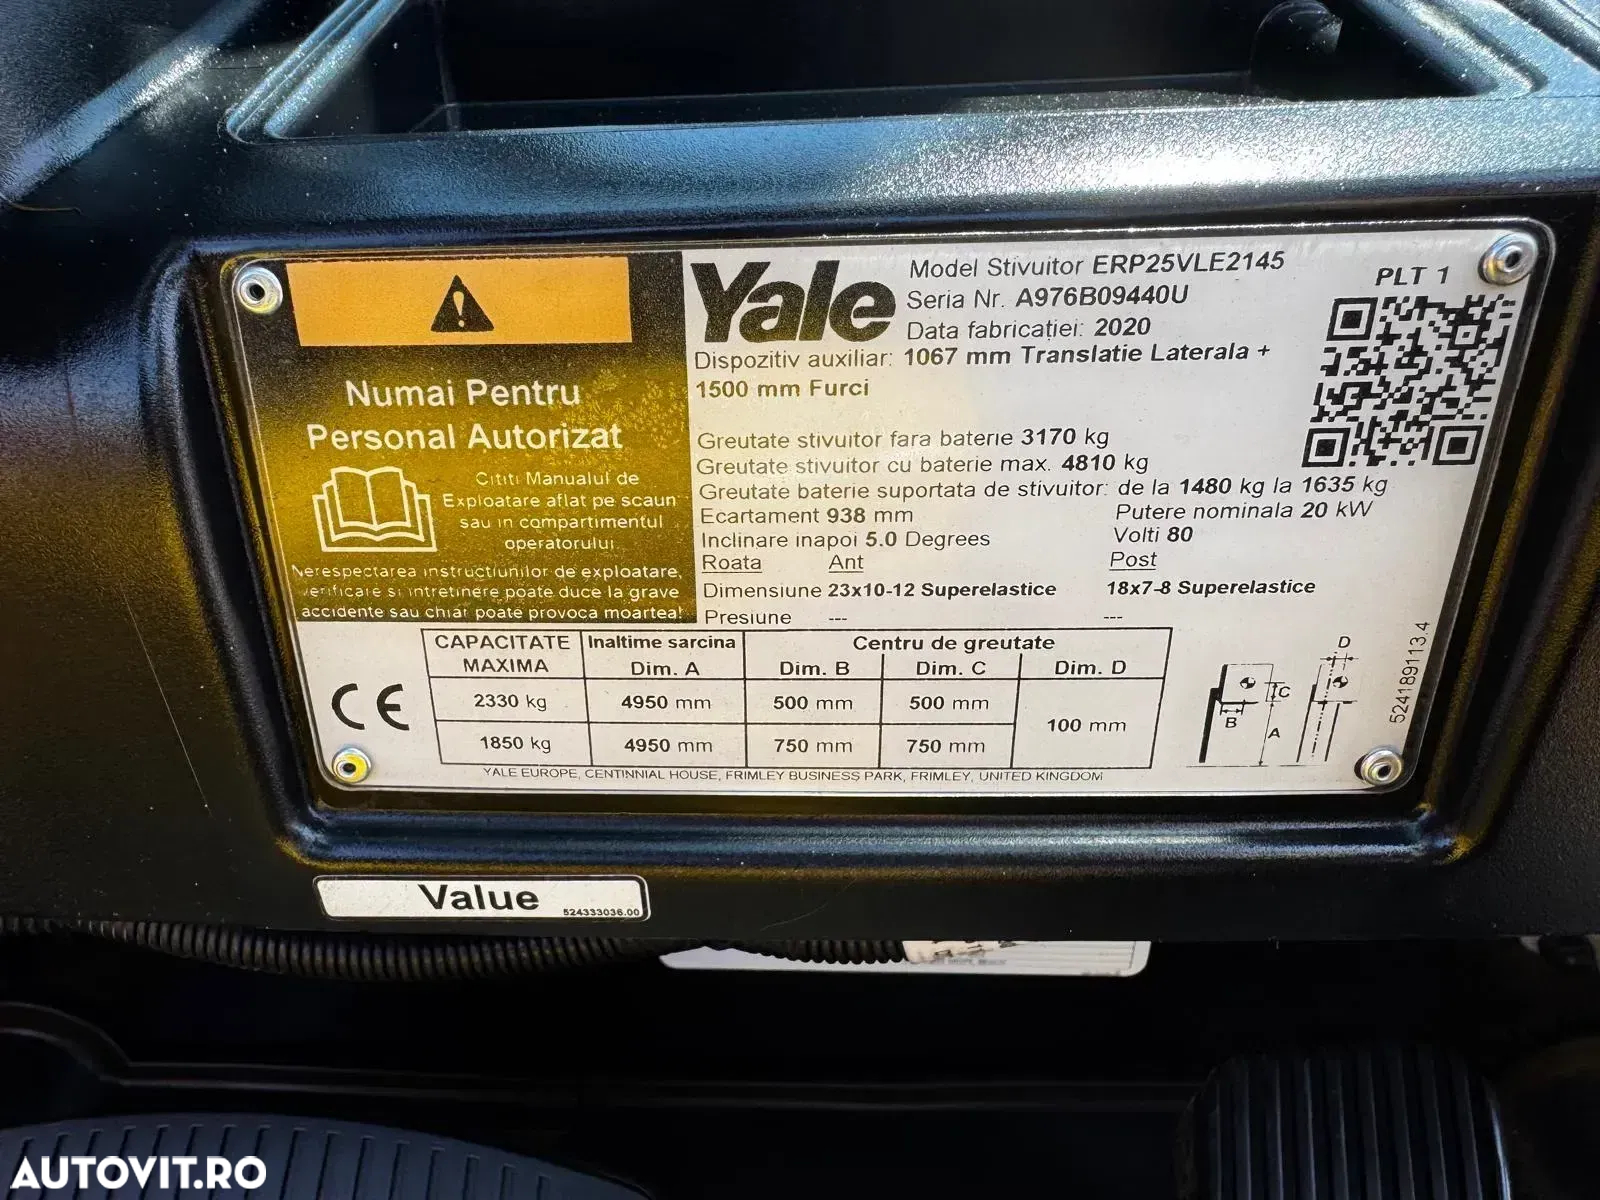 Numai Pentru
Personal Autorizat
Cititi Manualul de
Exploatare aflat pe scaun
sau in compartimentul
operatorului.
Nerespectarea instructiunilor de exploatare,
verificare si intretinere poate duce la grave
accidente sau chiar poate provoca moartea!
Yale
Model Stivuitor ERP25VLE2145
Seria Nr. A976B09440U
Data fabricației: 2020
Dispozitiv auxiliar: 1067 mm Translatie Laterala +
1500 mm Furci
PLT 1
Greutate stivuitor fara baterie 3170 kg
Greutate stivuitor cu baterie max. 4810 kg
Greutate baterie suportata de stivuitor: de la 1480 kg la 1635 kg
Ecartament 938 mm Putere nominala 20 kW
Inclinare inapoi 5.0 Degrees Volti 80
Roata Ant Post
Dimensiune 23x10-12 Superelastice 18x7-8 Superelastice
Presiune --- ---
CAPACITATE MAXIMA Inaltime sarcina Centru de greutate
Dim. A Dim. B Dim. C Dim. D
2330 kg 4950 mm 500 mm 500 mm 100 mm
1850 kg 4950 mm 750 mm 750 mm
CE
D
C
B
A
524189113.4
YALE EUROPE, CENTINNIAL HOUSE, FRIMLEY BUSINESS PARK, FRIMLEY, UNITED KINGDOM
Value
524333036.00
AUTOVIT.RO